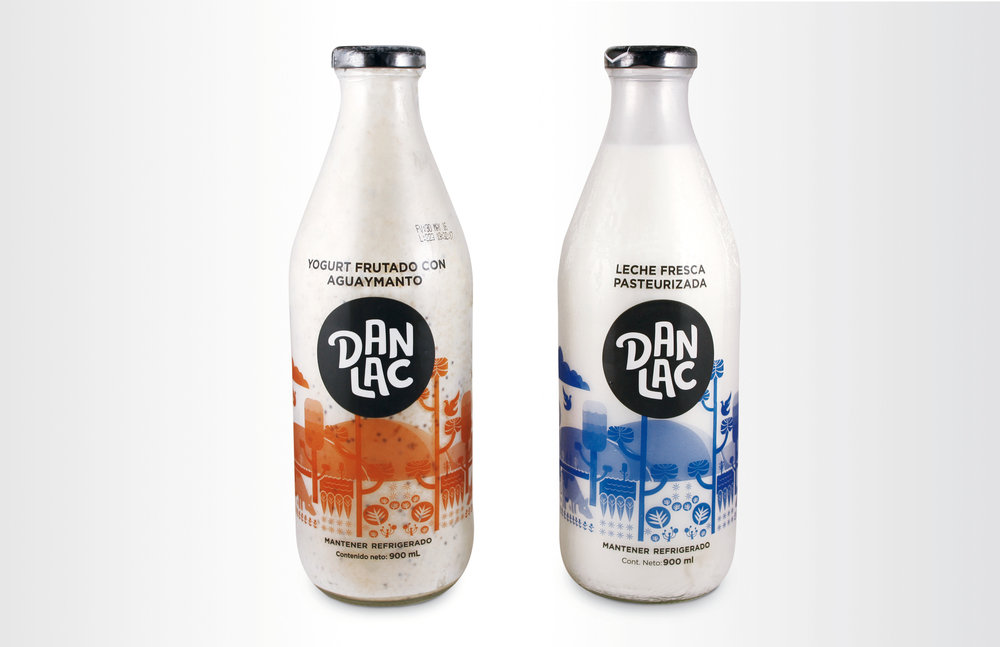 YOGURT FRUTADO CON
AGUAYMANTO
DAN
LAC
MANTENER REFRIGERADO
Contenido neto: 900 mL
LECHE FRESCA
PASTEURIZADA
DAN
LAC
MANTENER REFRIGERADO
Cont. Neto: 900 ml